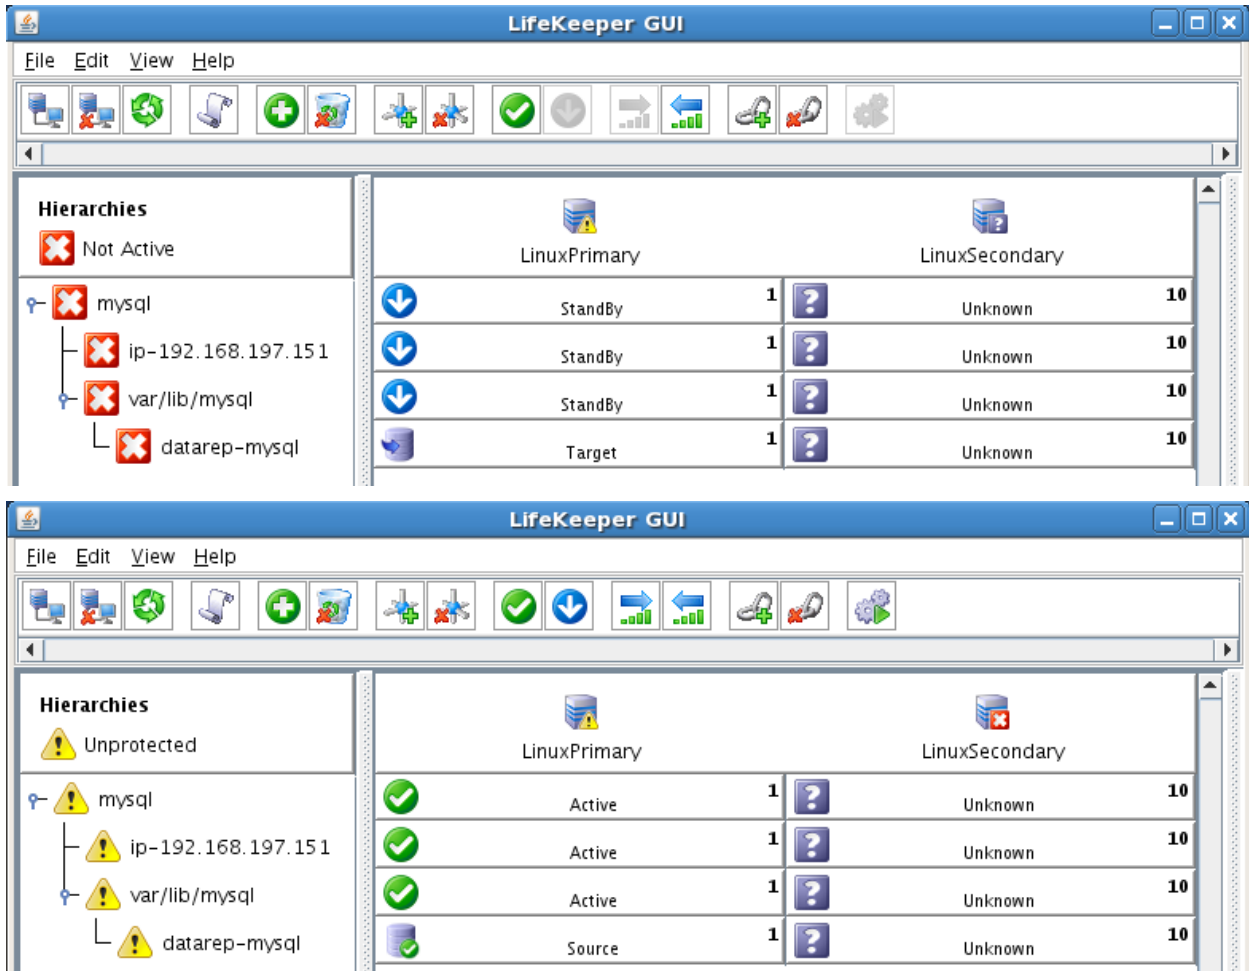 LifeKeeper GUI
File Edit View Help
Hierarchies
Not Active
LinuxPrimary LinuxSecondary
mysql StandBy 1 ? Unknown 10
ip-192.168.197.151 StandBy 1 ? Unknown 10
var/lib/mysql StandBy 1 ? Unknown 10
datarep-mysql Target 1 ? Unknown 10
LifeKeeper GUI
File Edit View Help
Hierarchies
Unprotected
LinuxPrimary LinuxSecondary
mysql Active 1 ? Unknown 10
ip-192.168.197.151 Active 1 ? Unknown 10
var/lib/mysql Active 1 ? Unknown 10
datarep-mysql Source 1 ? Unknown 10